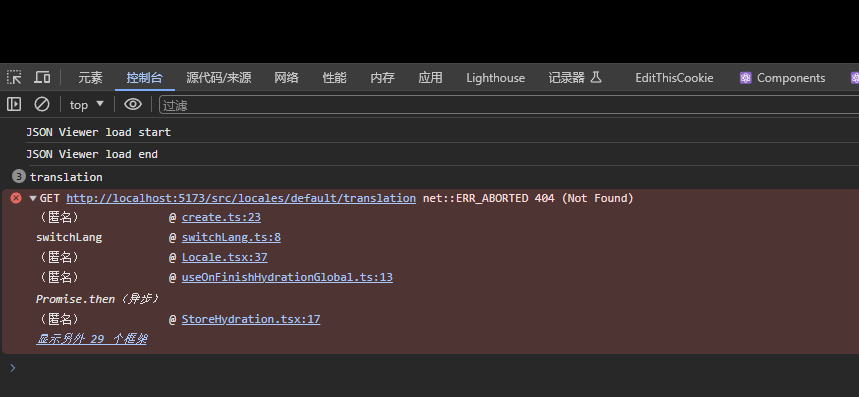 元素 控制台 源代码/来源 网络 性能 内存 应用 Lighthouse 记录器 EditThisCookie Components
top 过滤
JSON Viewer load start
JSON Viewer load end
3 translation
GET http://localhost:5173/src/locales/default/translation net::ERR_ABORTED 404 (Not Found)
(匿名) @ create.ts:23
switchLang @ switchLang.ts:8
(匿名) @ Locale.tsx:37
(匿名) @ useOnFinishHydrationGlobal.ts:13
Promise.then(异步)
(匿名) @ StoreHydration.tsx:17
显示另外 29 个框架